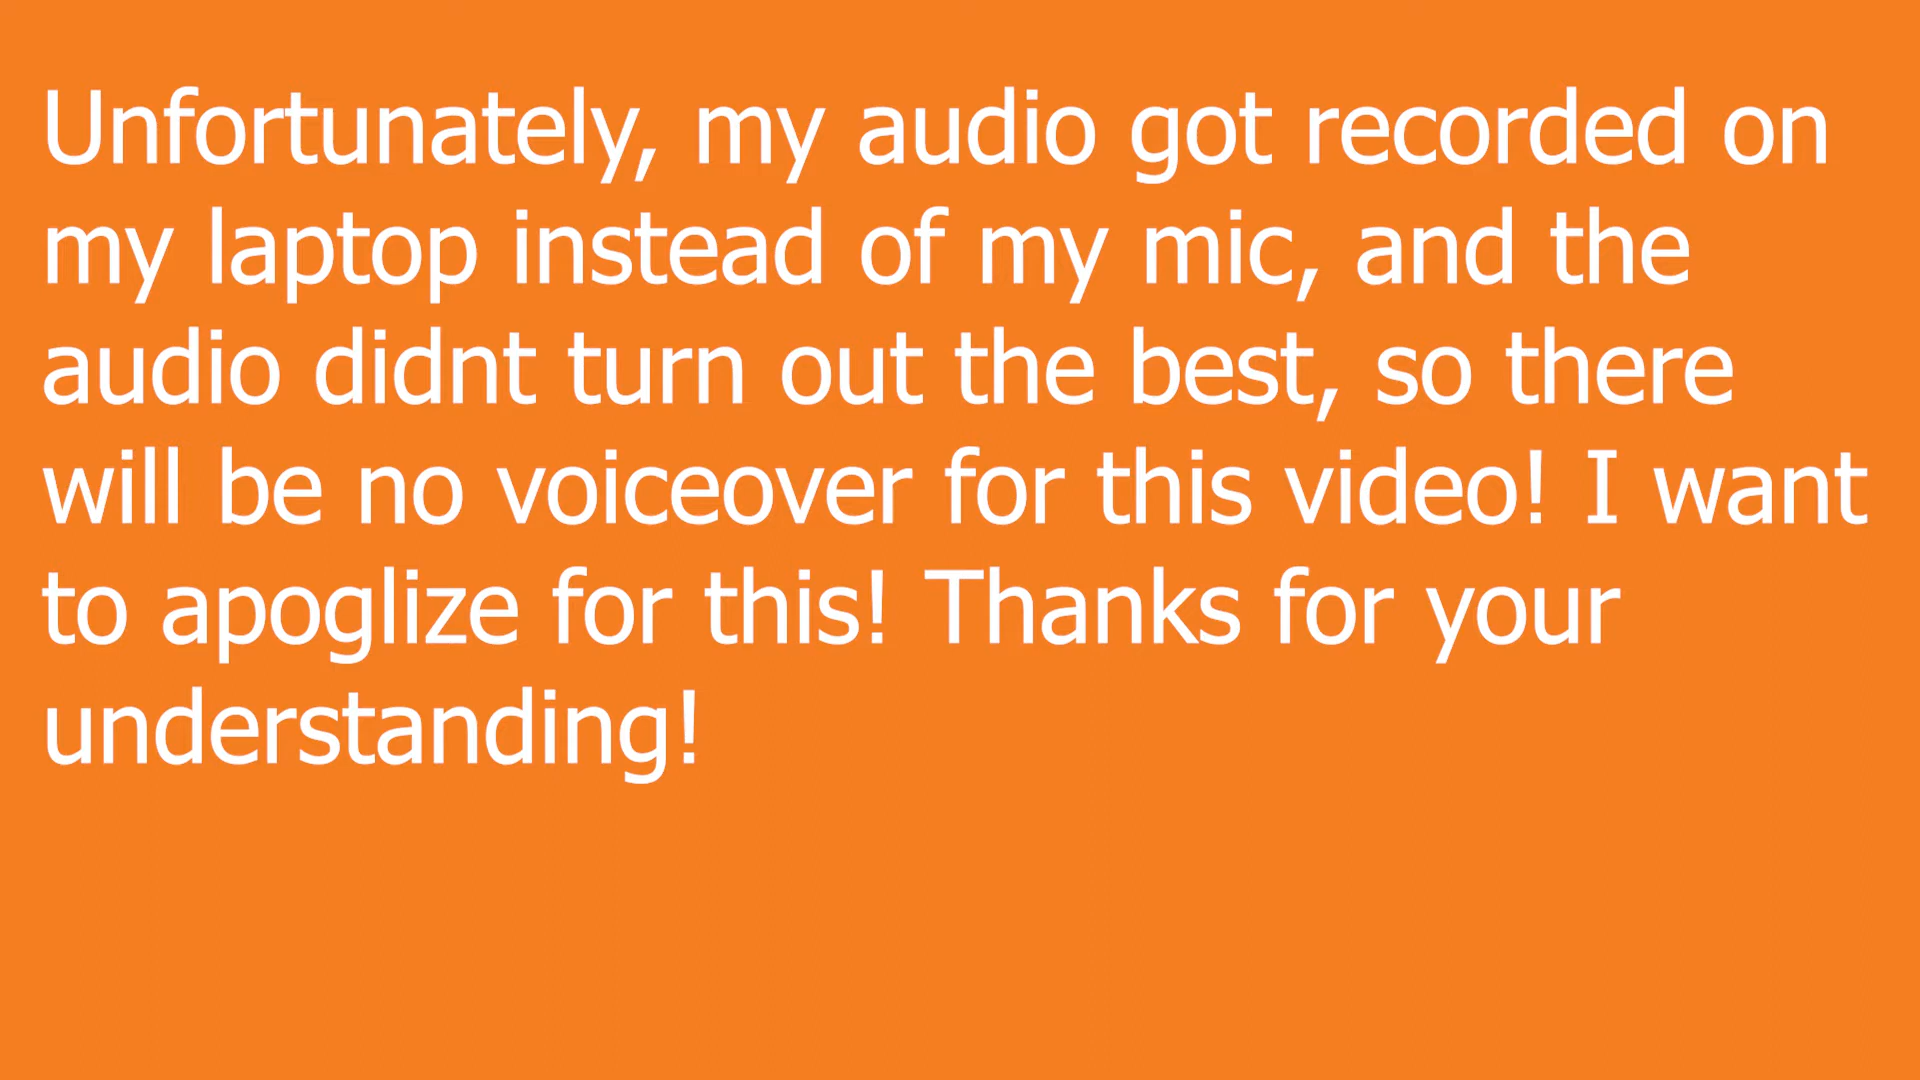 Unfortunately, my audio got recorded on
my laptop instead of my mic, and the
audio didnt turn out the best, so there
will be no voiceover for this video! I want
to apoglize for this! Thanks for your
understanding!